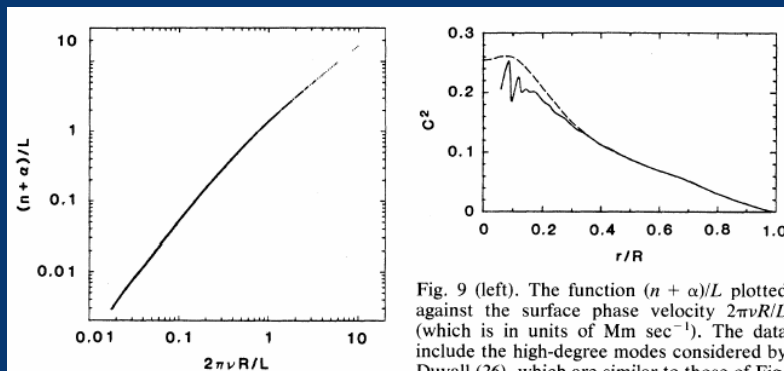 10
1
0.1
0.01
(n + α)/L
0.01 0.1 1 10
2πνR/L
0.3
0.2
0.1
0
C²
0 0.2 0.4 0.6 0.8 1.0
r/R
Fig. 9 (left). The function (n + α)/L plotted
against the surface phase velocity 2πνR/L
(which is in units of Mm sec⁻¹). The data
include the high-degree modes considered by
Duvall (26), which are similar to those of Fig.